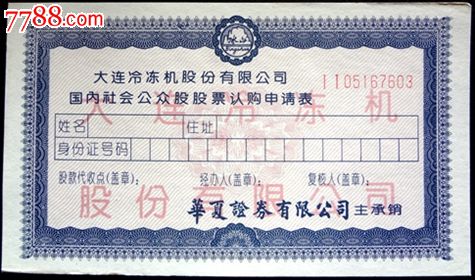 7788.com
大连冷冻机股份有限公司
国内社会公众股股票认购申请表
1105167603
大连冷冻机
姓名 住址
身份证号码
股款代收点(盖章): 经办人(盖章): 复核人(盖章):
股份有限公司
華夏證券有限公司 主承銷